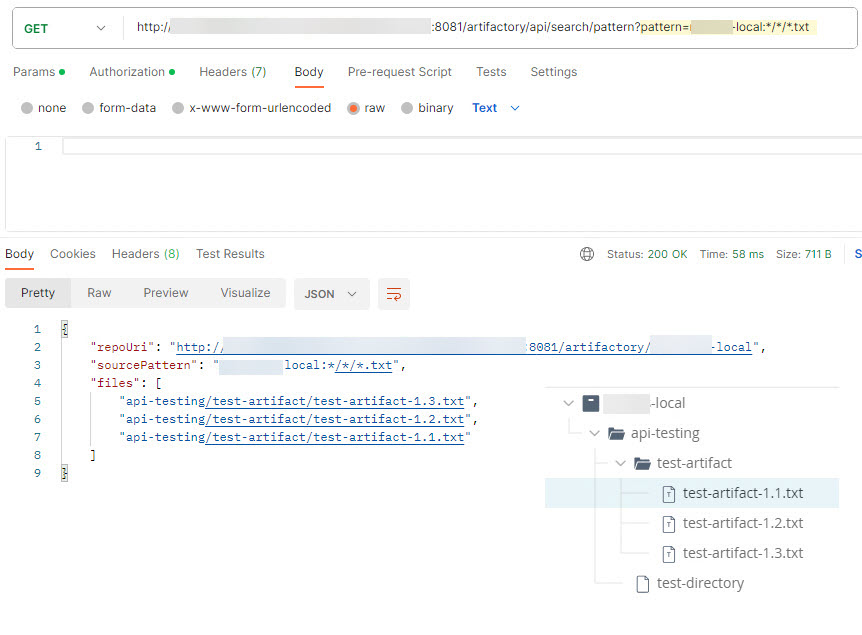 GET http://:8081/artifactory/api/search/pattern?pattern=-local:*/*/*.txt
Params Authorization Headers (7) Body Pre-request Script Tests Settings
none form-data x-www-form-urlencoded raw binary Text
1
Body Cookies Headers (8) Test Results Status: 200 OK Time: 58 ms Size: 711 B S
Pretty Raw Preview Visualize JSON
1 {
2 "repoUri": "http://:8081/artifactory/-local",
3 "sourcePattern": "local:*/*/*.txt",
4 "files": [
5 "api-testing/test-artifact/test-artifact-1.3.txt",
6 "api-testing/test-artifact/test-artifact-1.2.txt",
7 "api-testing/test-artifact/test-artifact-1.1.txt"
8 ]
9 }
-local
api-testing
test-artifact
test-artifact-1.1.txt
test-artifact-1.2.txt
test-artifact-1.3.txt
test-directory